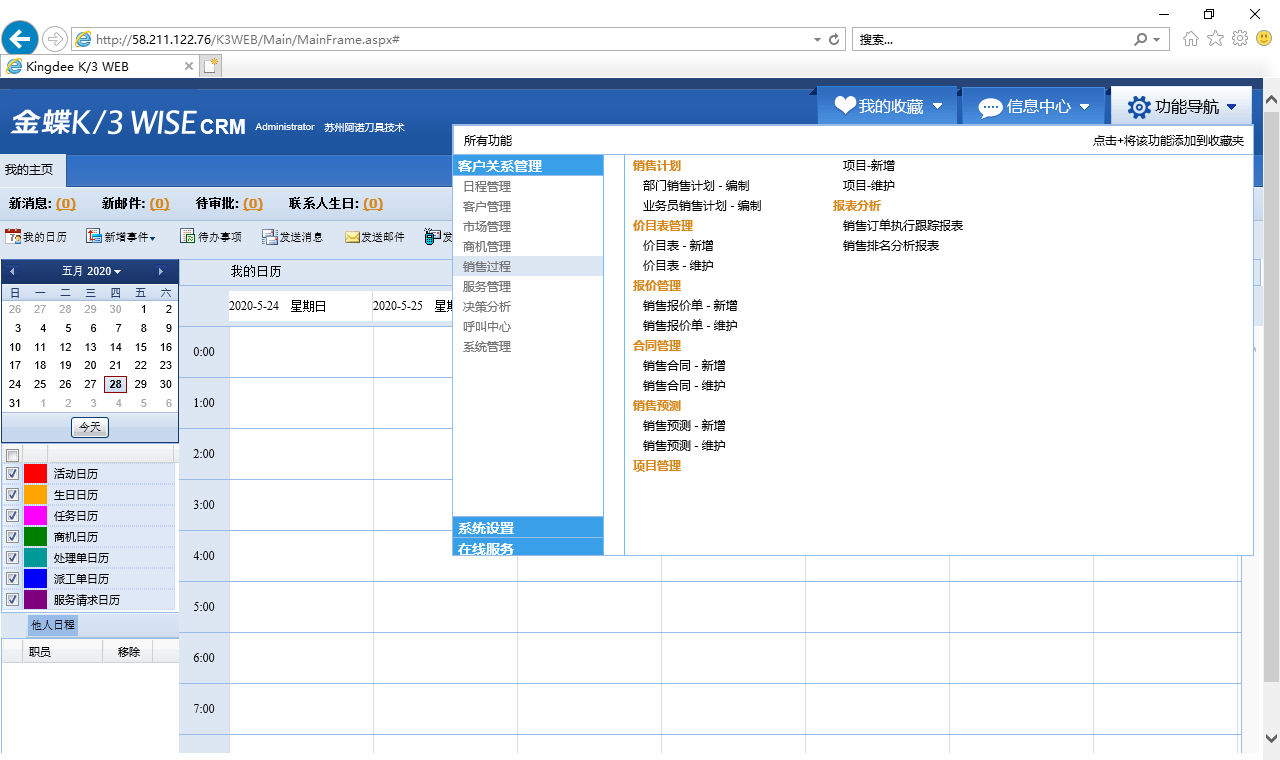 http://58.211.122.76/K3WEB/Main/MainFrame.aspx#
搜索...
Kingdee K/3 WEB
金蝶K/3 WISE CRM Administrator 苏州阿诺刀具技术
我的收藏 信息中心 功能导航
所有功能 点击+将该功能添加到收藏夹
我的主页
新消息: (0) 新邮件: (0) 待审批: (0) 联系人生日: (0)
我的日历 新增事件 待办事项 发送消息 发送邮件 发
五月 2020
日 一 二 三 四 五 六
26 27 28 29 30 1 2
3 4 5 6 7 8 9
10 11 12 13 14 15 16
17 18 19 20 21 22 23
24 25 26 27 28 29 30
31 1 2 3 4 5 6
今天
活动日历
生日日历
任务日历
商机日历
处理单日历
派工单日历
服务请求日历
他人日程
职员 移除
我的日历
2020-5-24 星期日 2020-5-25 星
0:00
1:00
2:00
3:00
4:00
5:00
6:00
7:00
客户关系管理
日程管理
客户管理
市场管理
商机管理
销售过程
服务管理
决策分析
呼叫中心
系统管理
系统设置
在线服务
销售计划
部门销售计划 - 编制
业务员销售计划 - 编制
价目表管理
价目表 - 新增
价目表 - 维护
报价管理
销售报价单 - 新增
销售报价单 - 维护
合同管理
销售合同 - 新增
销售合同 - 维护
销售预测
销售预测 - 新增
销售预测 - 维护
项目管理
项目-新增
项目-维护
报表分析
销售订单执行跟踪报表
销售排名分析报表